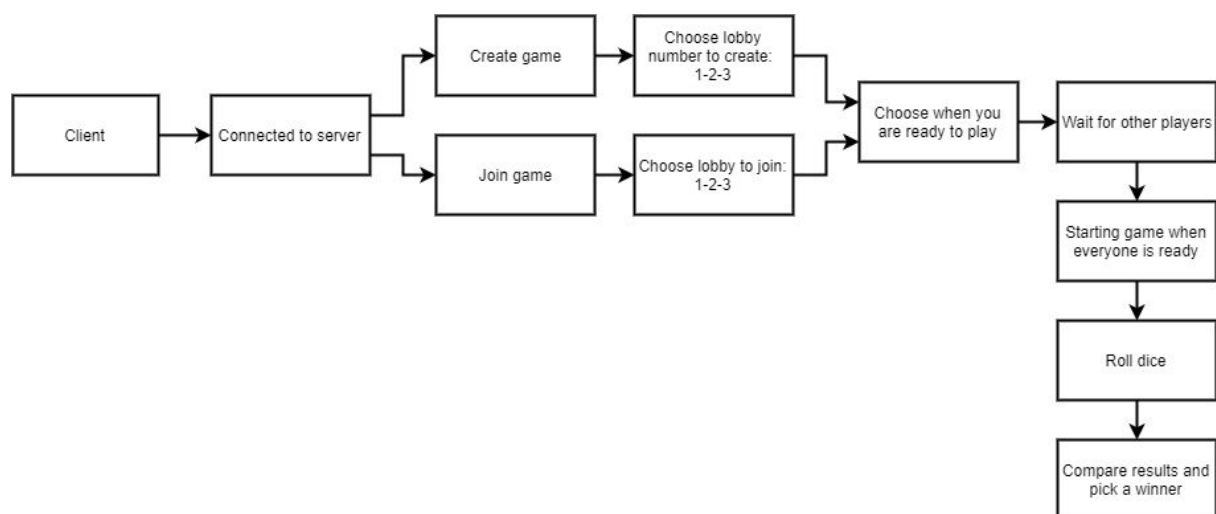 Client
Connected to server
Create game
Choose lobby
number to create:
1-2-3
Join game
Choose lobby to join:
1-2-3
Choose when you
are ready to play
Wait for other players
Starting game when
everyone is ready
Roll dice
Compare results and
pick a winner